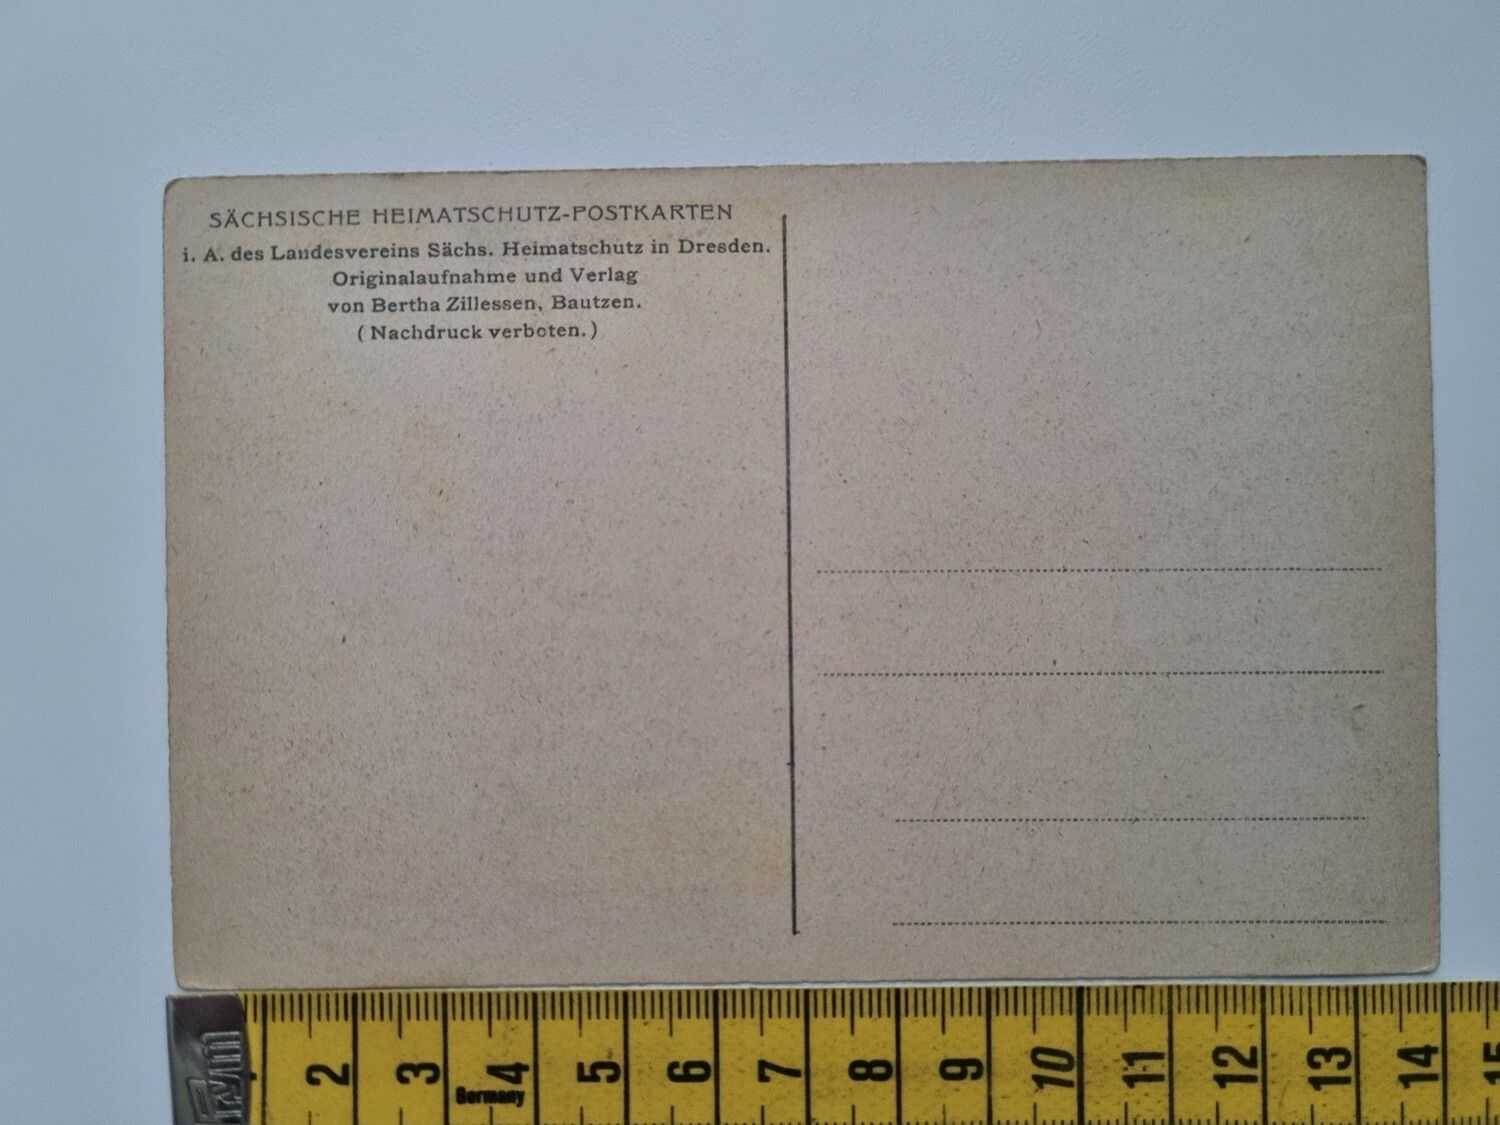 SÄCHSISCHE HEIMATSCHUTZ-POSTKARTEN
i. A. des Landesvereins Sächs. Heimatschutz in Dresden.
Originalaufnahme und Verlag
von Bertha Zillessen, Bautzen.
(Nachdruck verboten.)
2 3 4 5 6 7 8 9 10 11 12 13 14 15
Germany